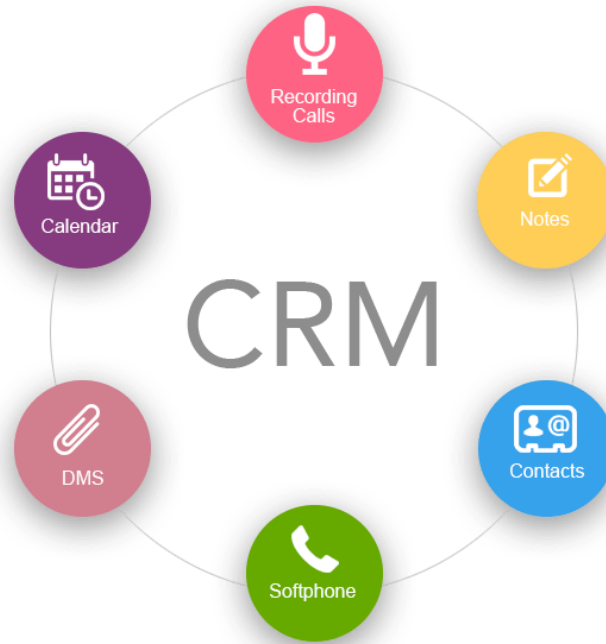 Recording
Calls
Calendar
Notes
CRM
DMS
@
Contacts
Softphone